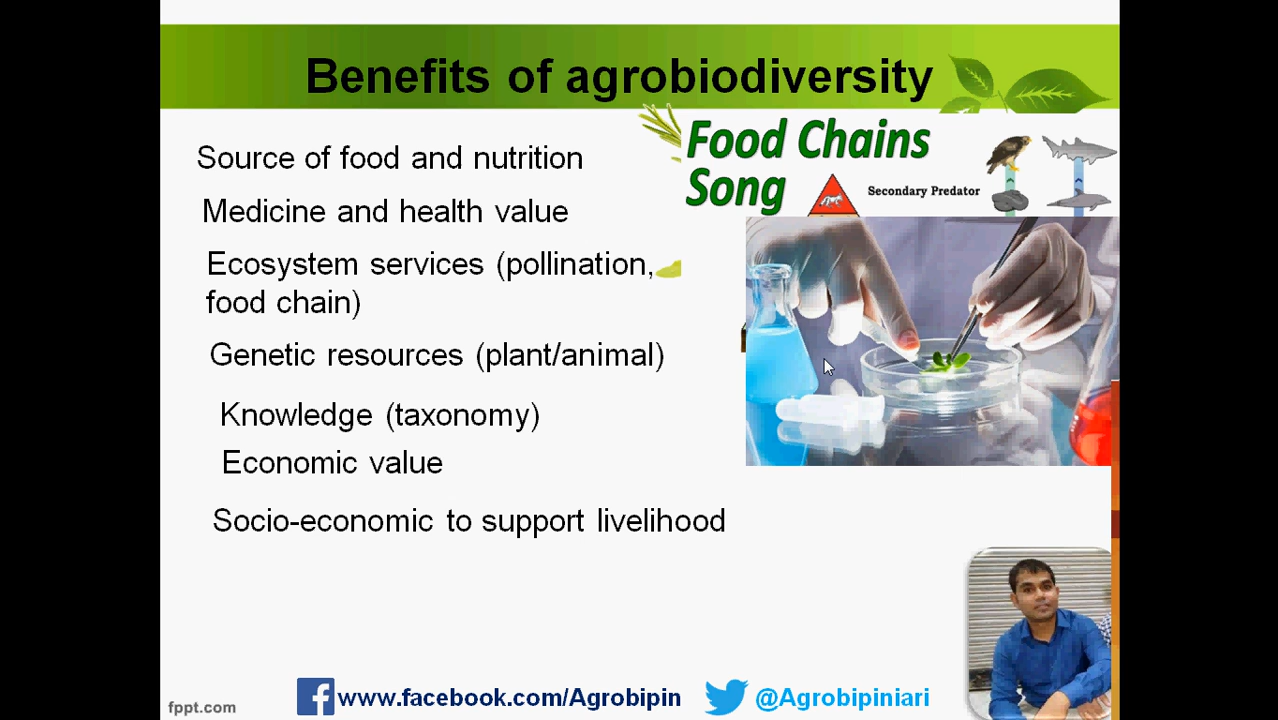 Benefits of agrobiodiversity
Source of food and nutrition
Medicine and health value
Ecosystem services (pollination,
food chain)
Genetic resources (plant/animal)
Knowledge (taxonomy)
Economic value
Socio-economic to support livelihood
Food Chains
Song
Secondary Predator
fppt.com
www.facebook.com/Agrobipin
@Agrobipiniari